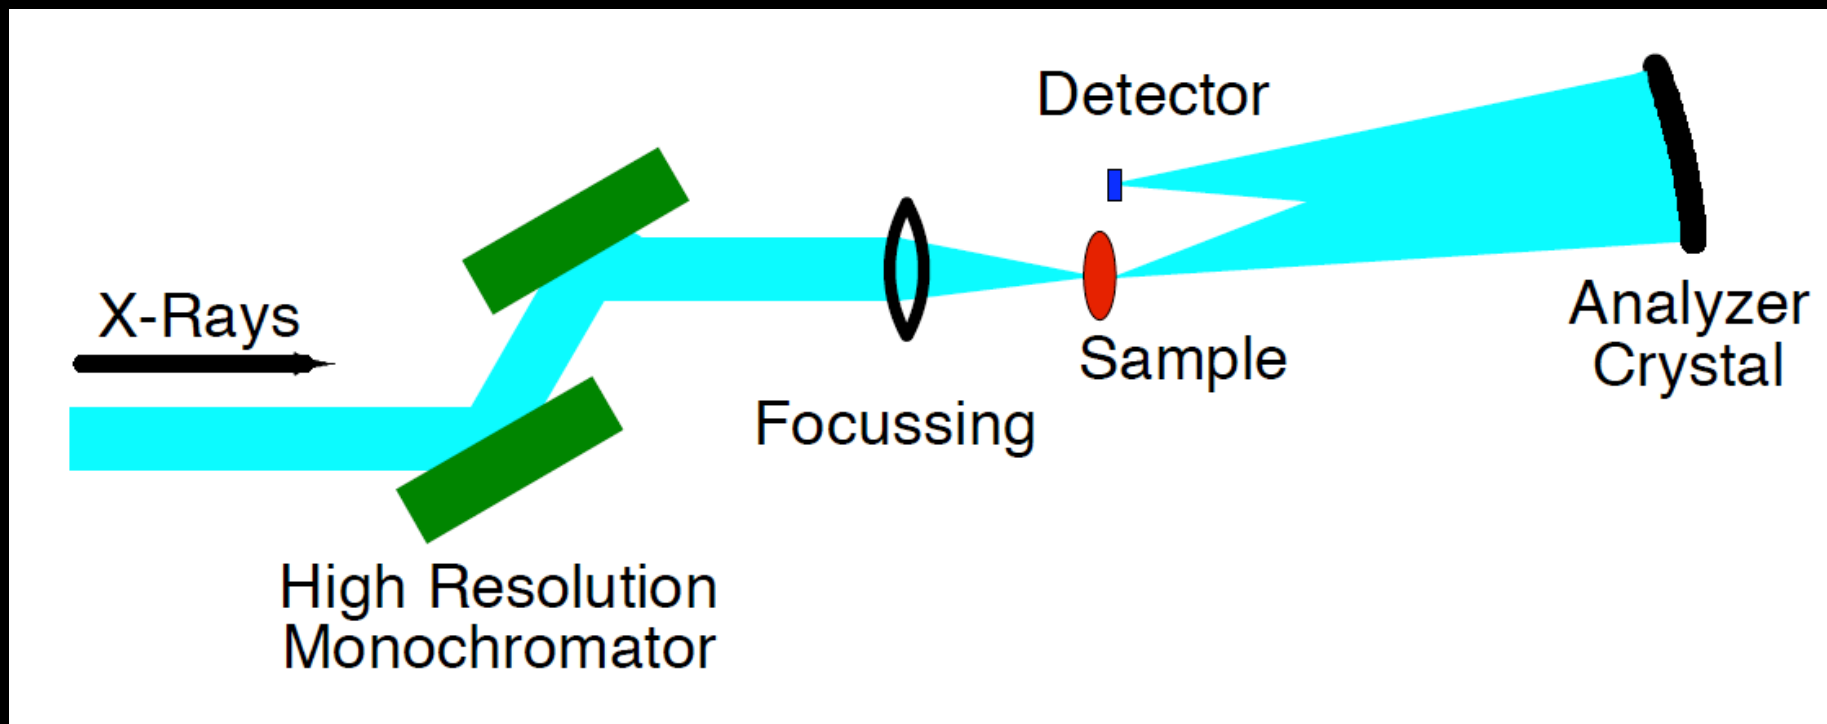 Detector
X-Rays
Analyzer
Crystal
Sample
Focussing
High Resolution
Monochromator